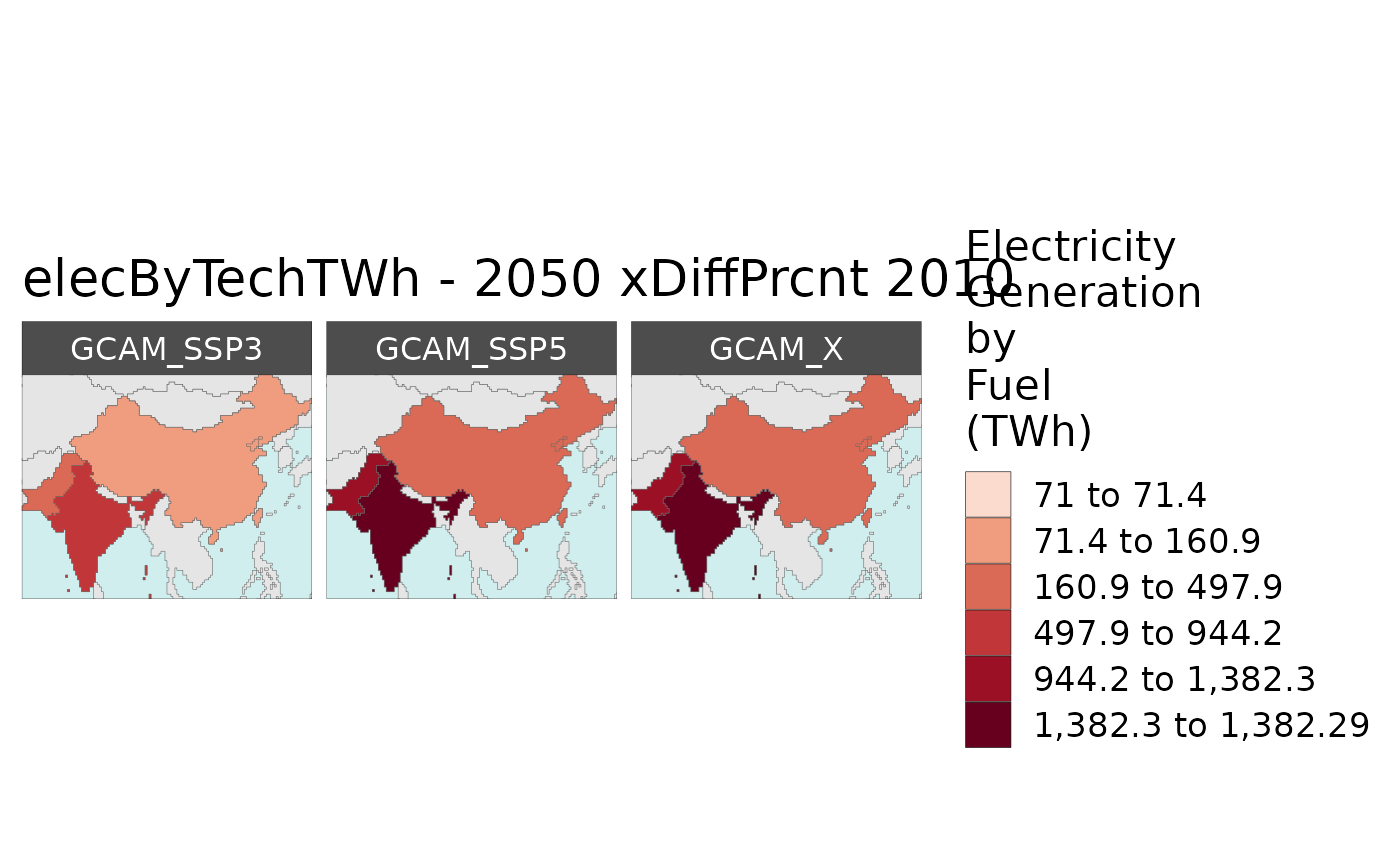 elecByTechTWh - 2050 xDiffPrcnt 2010
GCAM_SSP3
GCAM_SSP5
GCAM_X
Electricity
Generation
by
Fuel
(TWh)
71 to 71.4
71.4 to 160.9
160.9 to 497.9
497.9 to 944.2
944.2 to 1,382.3
1,382.3 to 1,382.29